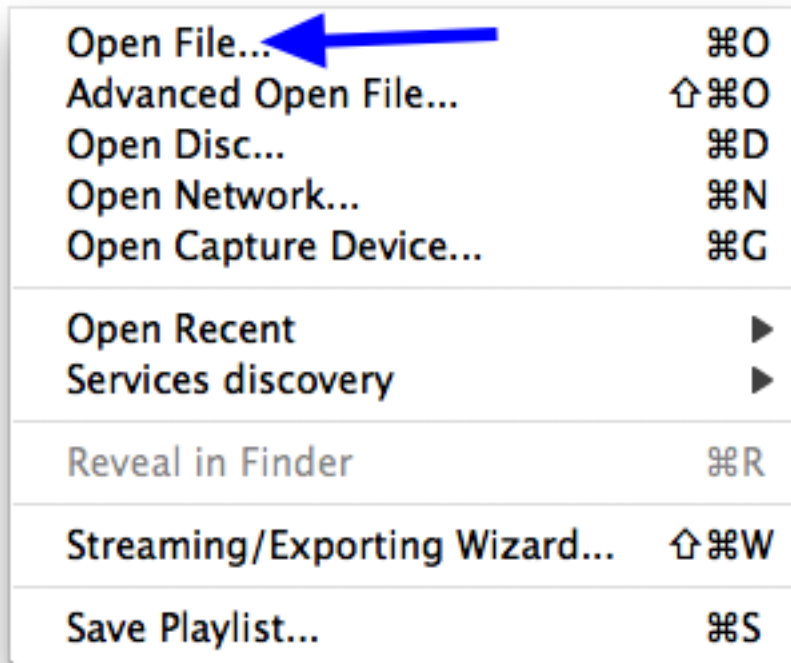 Open File... ⌘O
Advanced Open File... ⇧⌘O
Open Disc... ⌘D
Open Network... ⌘N
Open Capture Device... ⌘G
Open Recent ▶
Services discovery ▶
Reveal in Finder ⌘R
Streaming/Exporting Wizard... ⇧⌘W
Save Playlist... ⌘S